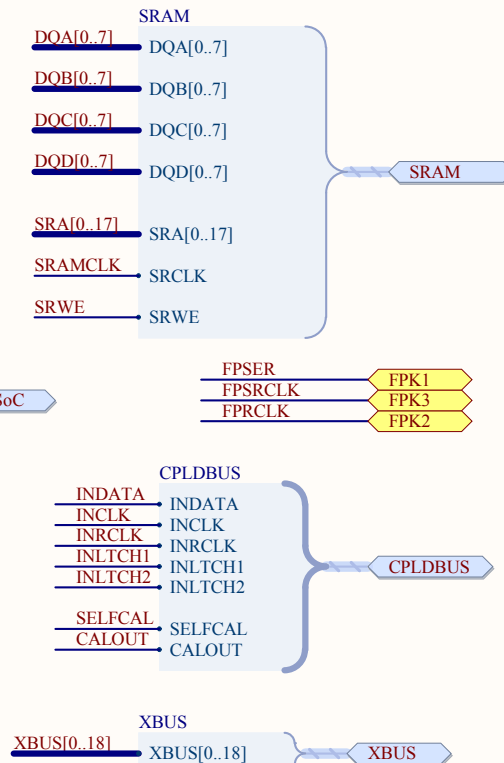 SRAM
DQA[0..7] DQA[0..7]
DQB[0..7] DQB[0..7]
DQC[0..7] DQC[0..7]
DQD[0..7] DQD[0..7]
SRAM
SRA[0..17] SRA[0..17]
SRAMCLK SRCLK
SRWE SRWE
FPSER FPK1
FPSRCLK FPK3
FPRCLK FPK2
SoC
CPLDBUS
INDATA INDATA
INCLK INCLK
INRCLK INRCLK
INLTCH1 INLTCH1
INLTCH2 INLTCH2
CPLDBUS
SELFCAL SELFCAL
CALOUT CALOUT
XBUS
XBUS[0..18] XBUS[0..18] XBUS